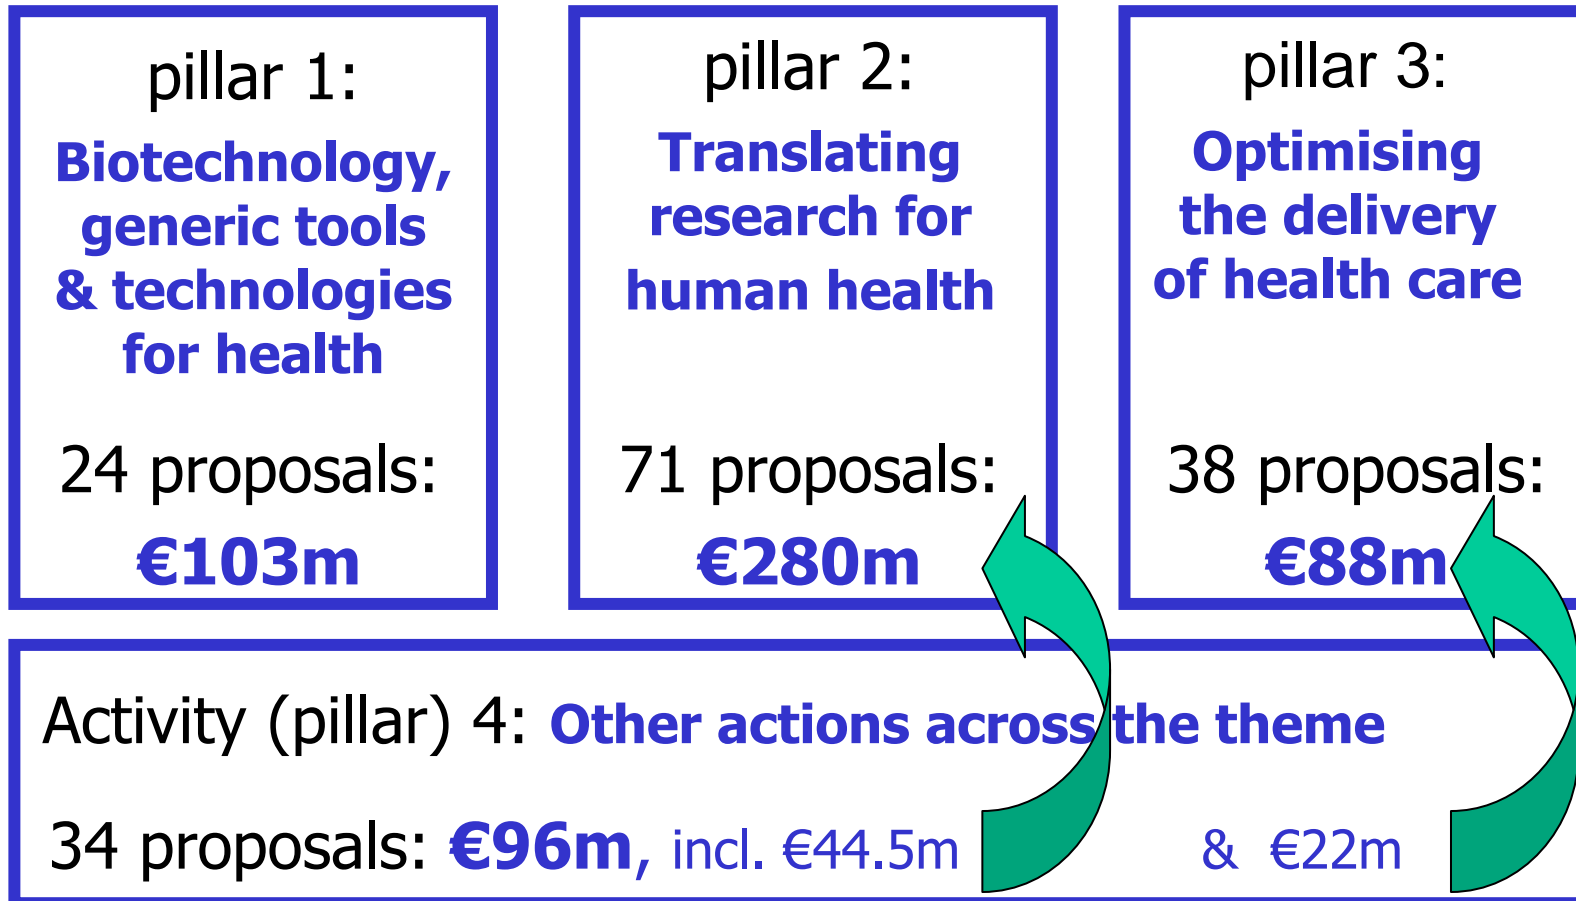 pillar 1:
Biotechnology,
generic tools
& technologies
for health
24 proposals:
€103m
pillar 2:
Translating
research for
human health
71 proposals:
€280m
pillar 3:
Optimising
the delivery
of health care
38 proposals:
€88m
Activity (pillar) 4: Other actions across the theme
34 proposals: €96m, incl. €44.5m & €22m